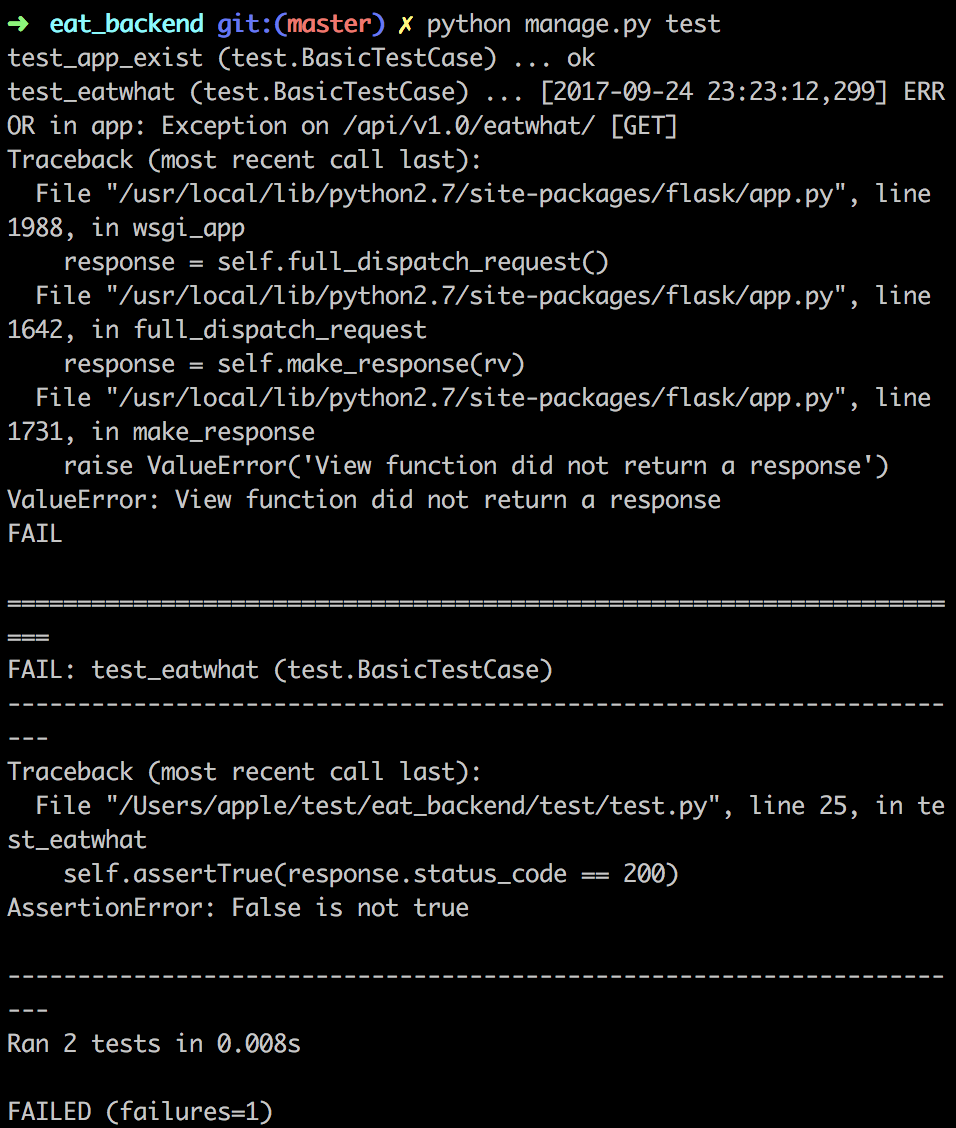 ➜  eat_backend git:(master) ✗ python manage.py test
test_app_exist (test.BasicTestCase) ... ok
test_eatwhat (test.BasicTestCase) ... [2017-09-24 23:23:12,299] ERR
OR in app: Exception on /api/v1.0/eatwhat/ [GET]
Traceback (most recent call last):
  File "/usr/local/lib/python2.7/site-packages/flask/app.py", line
1988, in wsgi_app
    response = self.full_dispatch_request()
  File "/usr/local/lib/python2.7/site-packages/flask/app.py", line
1642, in full_dispatch_request
    response = self.make_response(rv)
  File "/usr/local/lib/python2.7/site-packages/flask/app.py", line
1731, in make_response
    raise ValueError('View function did not return a response')
ValueError: View function did not return a response
FAIL

===================================================================
===
FAIL: test_eatwhat (test.BasicTestCase)
-------------------------------------------------------------------
---
Traceback (most recent call last):
  File "/Users/apple/test/eat_backend/test/test.py", line 25, in te
st_eatwhat
    self.assertTrue(response.status_code == 200)
AssertionError: False is not true

-------------------------------------------------------------------
---
Ran 2 tests in 0.008s

FAILED (failures=1)